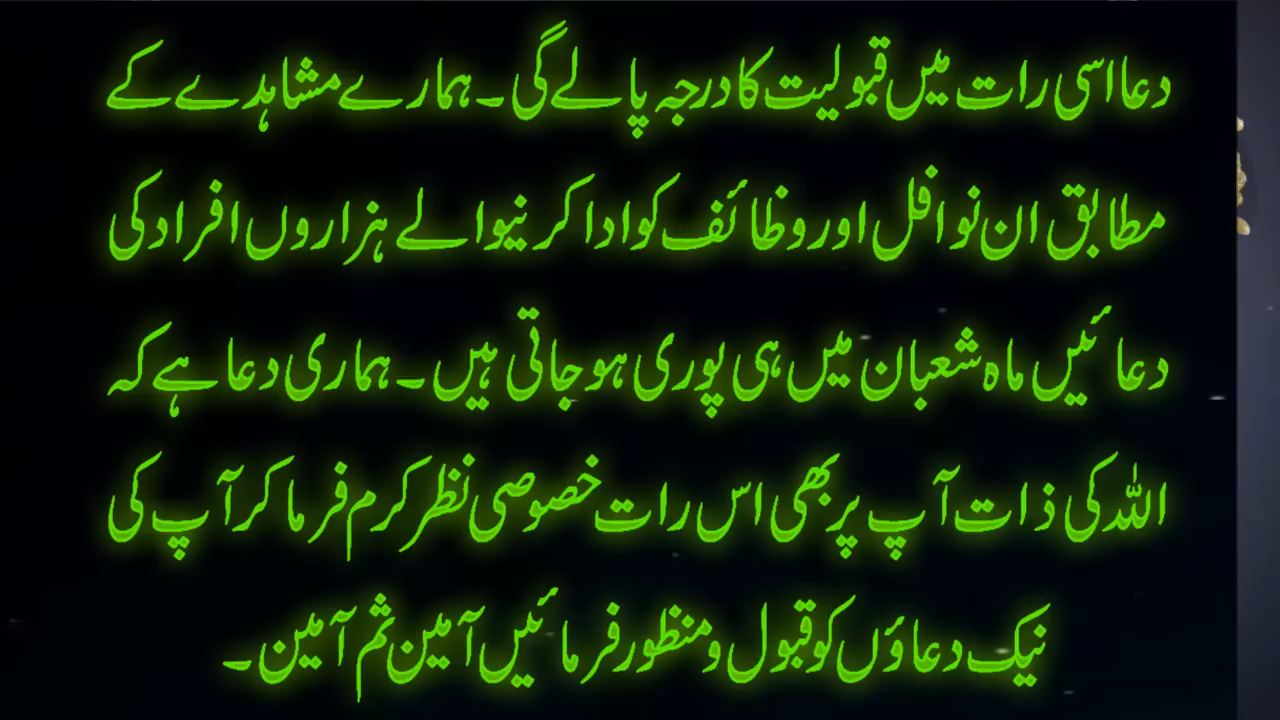 دعا اسی رات میں قبولیت کا درجہ پا لے گی۔ ہمارے مشاہدے کے
مطابق ان نوافل اور وظائف کو ادا کرنیوالے ہزاروں افراد کی
دعائیں ماہ شعبان میں ہی پوری ہو جاتی ہیں۔ ہماری دعا ہے کہ
اللہ کی ذات آپ پر بھی اس رات خصوصی نظر کرم فرما کر آپ کی
نیک دعاؤں کو قبول و منظور فرمائیں آمین ثم آمین۔